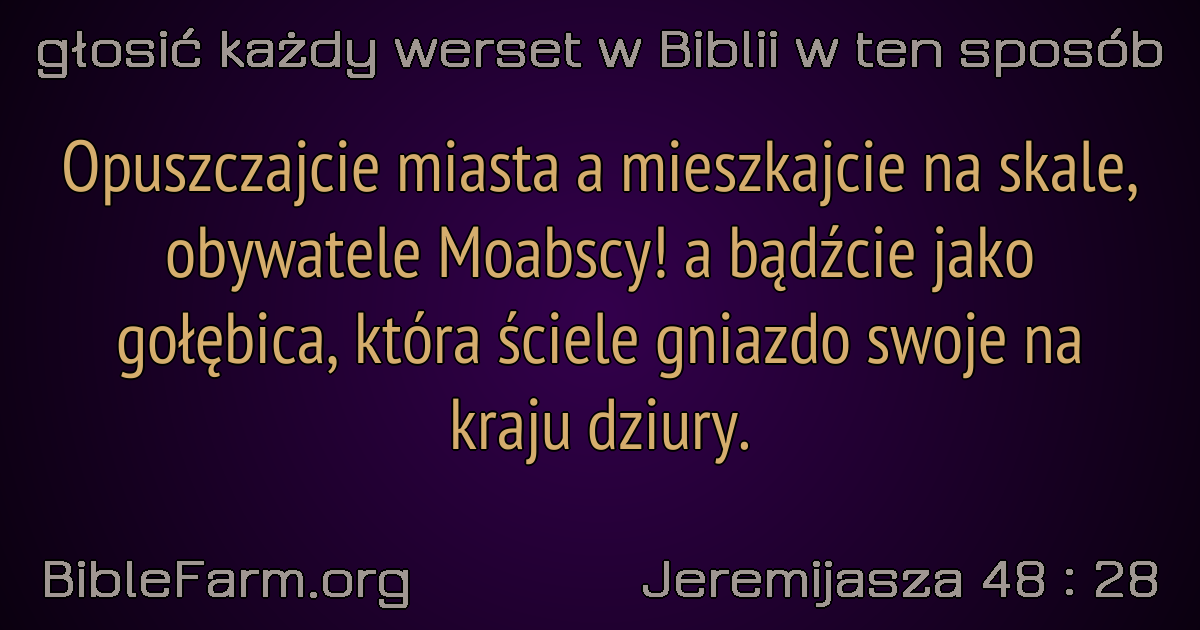 głosić każdy werset w Biblii w ten sposób
Opuszczajcie miasta a mieszkajcie na skale,
obywatele Moabscy! a bądźcie jako
gołębica, która ściele gniazdo swoje na
kraju dziury.
BibleFarm.org
Jeremijasza 48 : 28